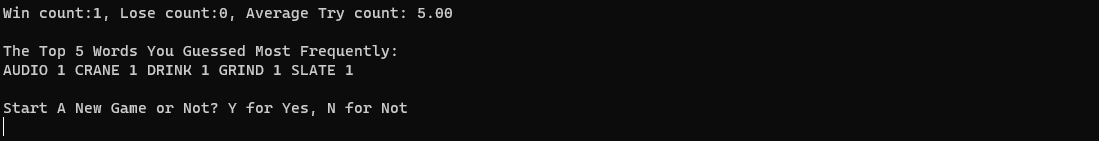 Win count:1, Lose count:0, Average Try count: 5.00
The Top 5 Words You Guessed Most Frequently:
AUDIO 1 CRANE 1 DRINK 1 GRIND 1 SLATE 1
Start A New Game or Not? Y for Yes, N for Not